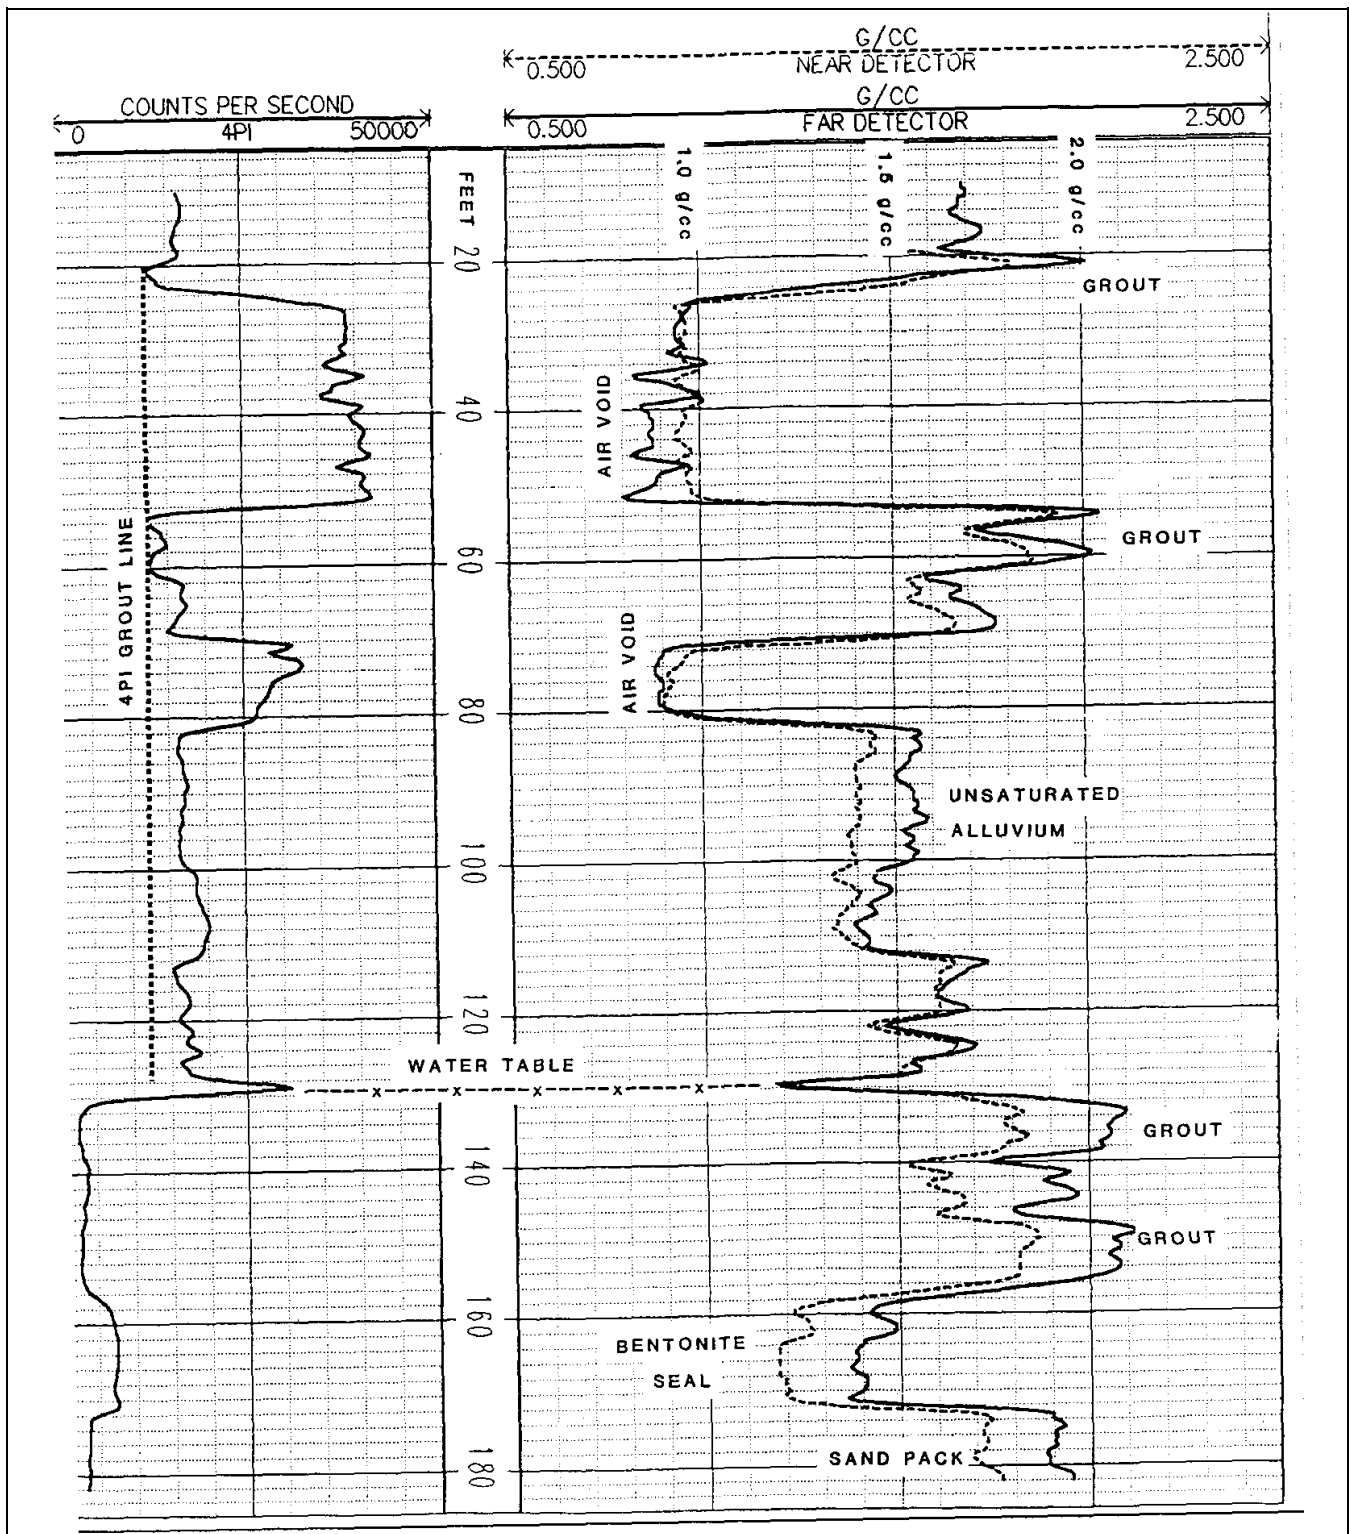 G/CC
0.500 NEAR DETECTOR 2.500
COUNTS PER SECOND
G/CC
0 4PI 50000
0.500 FAR DETECTOR 2.500
FEET
1.0 g/cc
1.5 g/cc
2.0 g/cc
20
GROUT
AIR VOID
40
4PI GROUT LINE
GROUT
60
AIR VOID
80
UNSATURATED
ALLUVIUM
100
120
WATER TABLE
x x x x x
GROUT
140
GROUT
160
BENTONITE
SEAL
SAND PACK
180